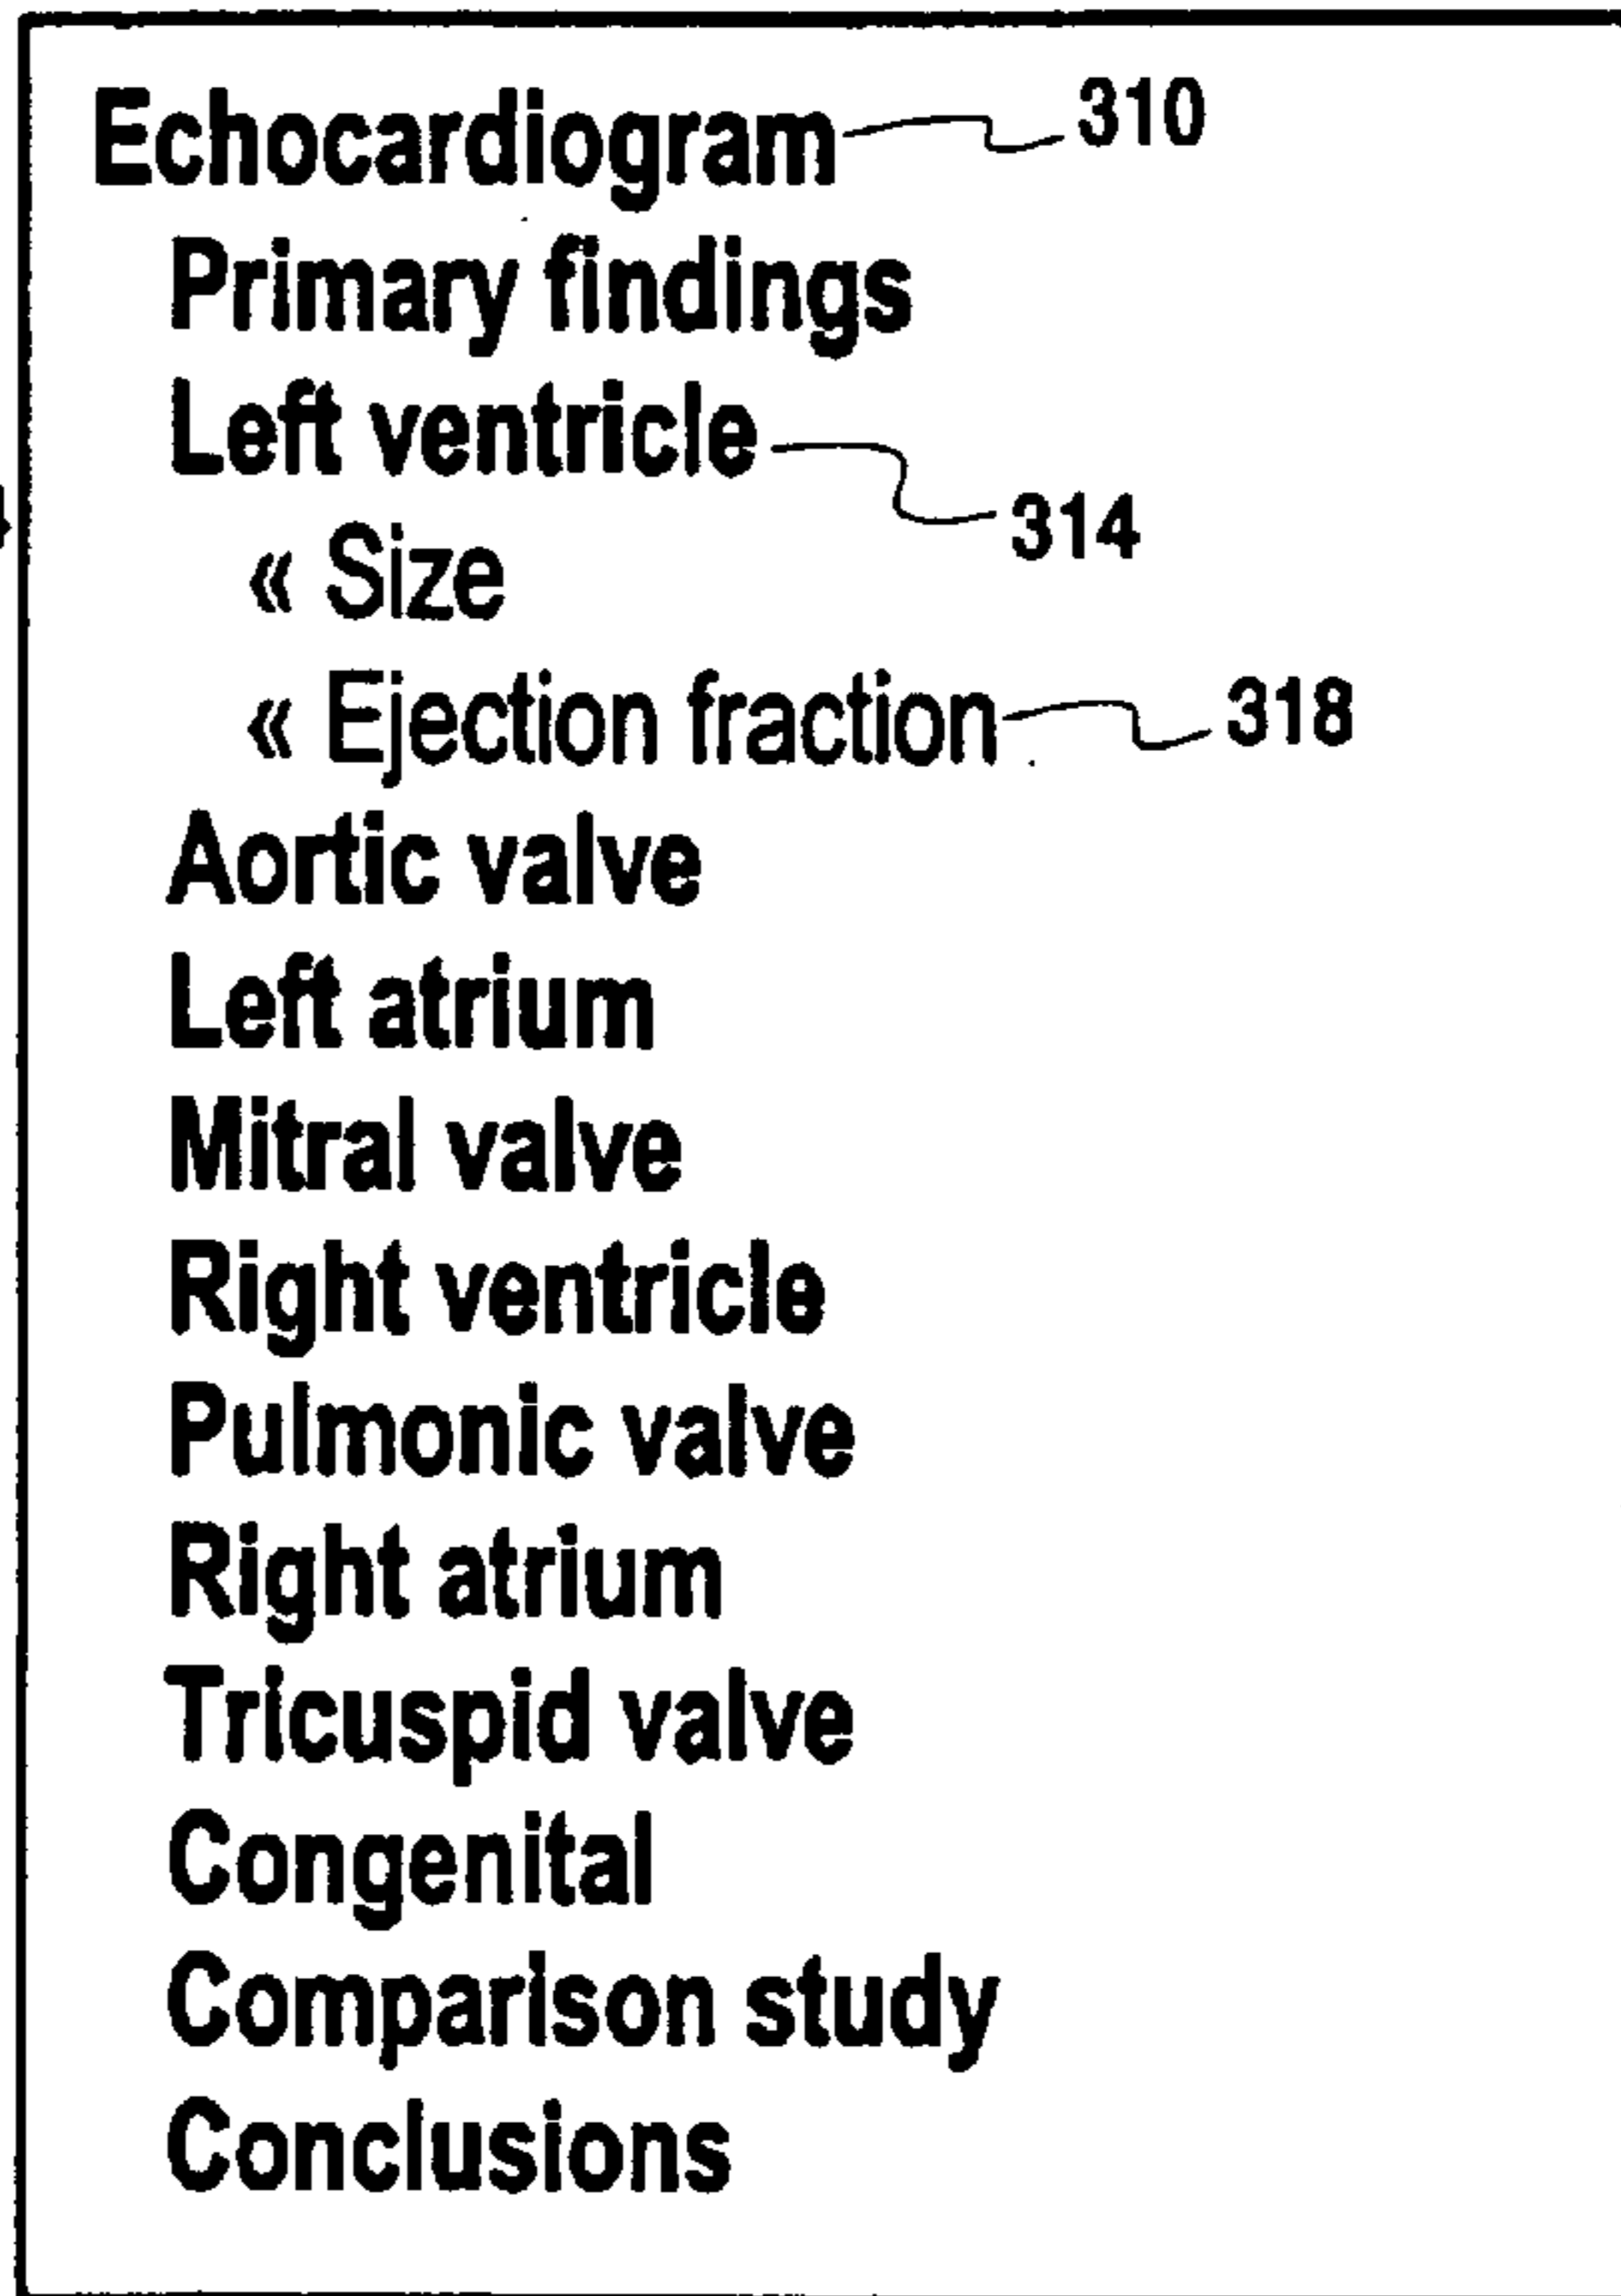 Echocardiogram 310
Primary findings
Left ventricle
314
« Size
« Ejection fraction 318
Aortic valve
Left atrium
Mitral valve
Right ventricle
Pulmonic valve
Right atrium
Tricuspid valve
Congenital
Comparison study
Conclusions